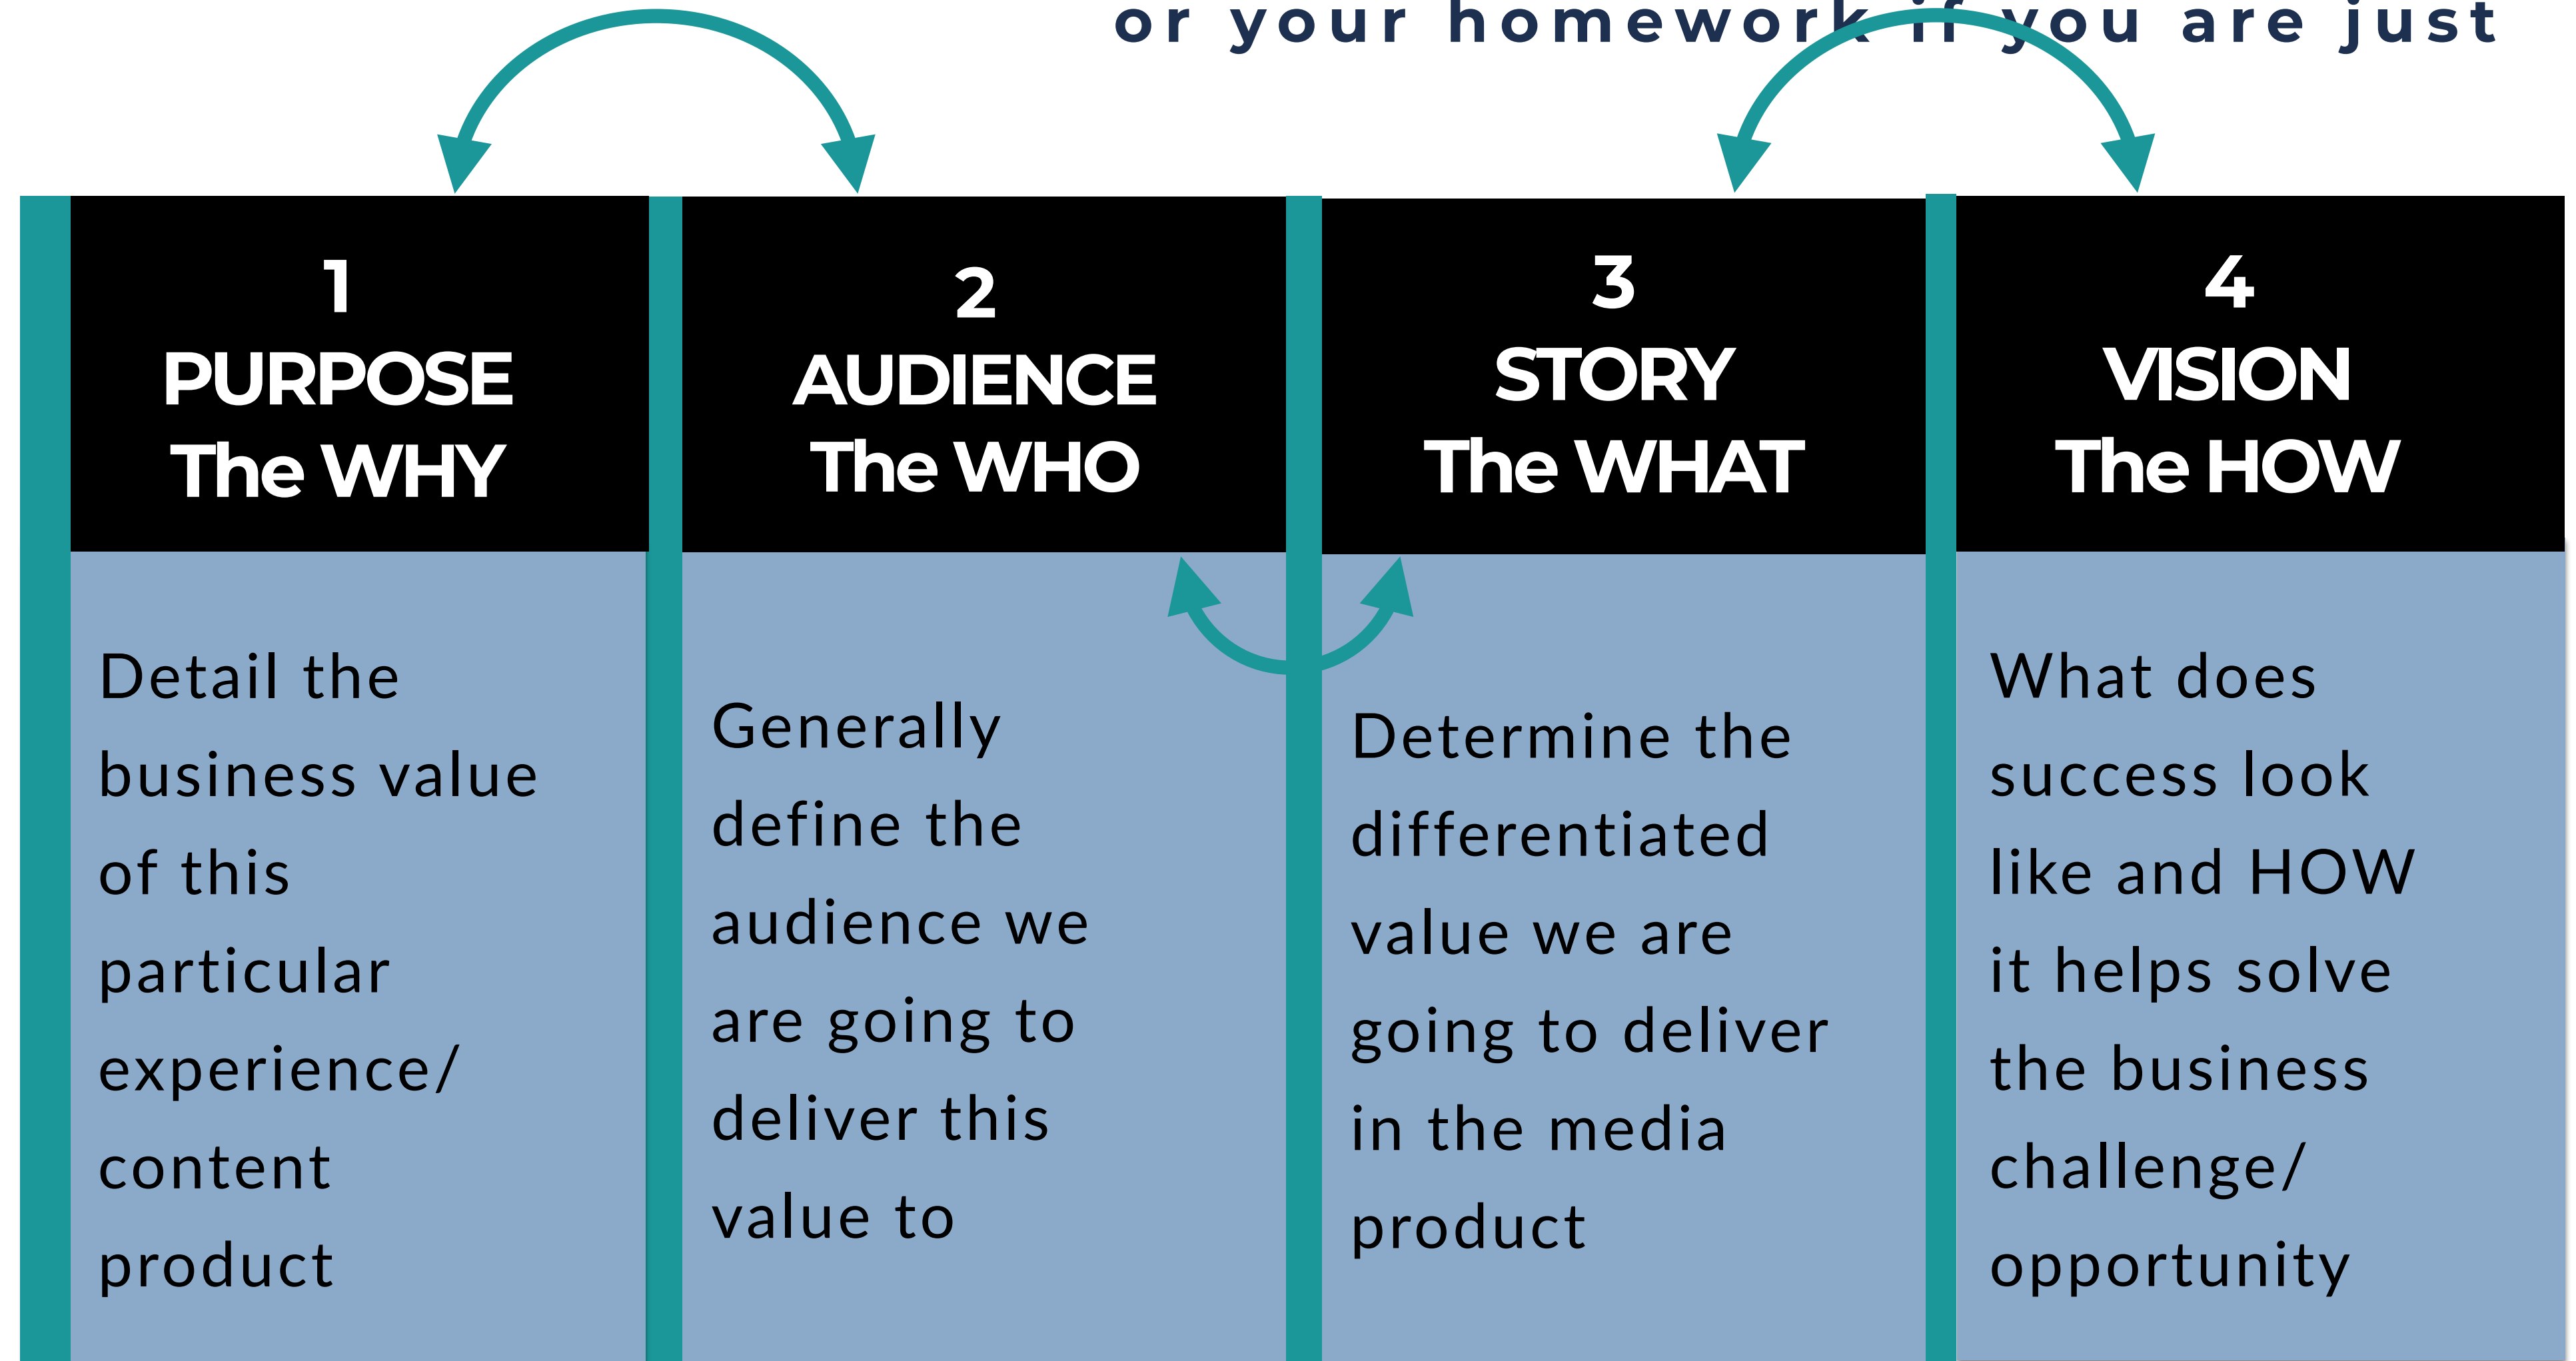 or your homework if you are just
1
PURPOSE
The WHY
Detail the
business value
of this
particular
experience/
content
product
2
AUDIENCE
The WHO
Generally
define the
audience we
are going to
deliver this
value to
3
STORY
The WHAT
Determine the
differentiated
value we are
going to deliver
in the media
product
4
VISION
The HOW
What does
success look
like and HOW
it helps solve
the business
challenge/
opportunity